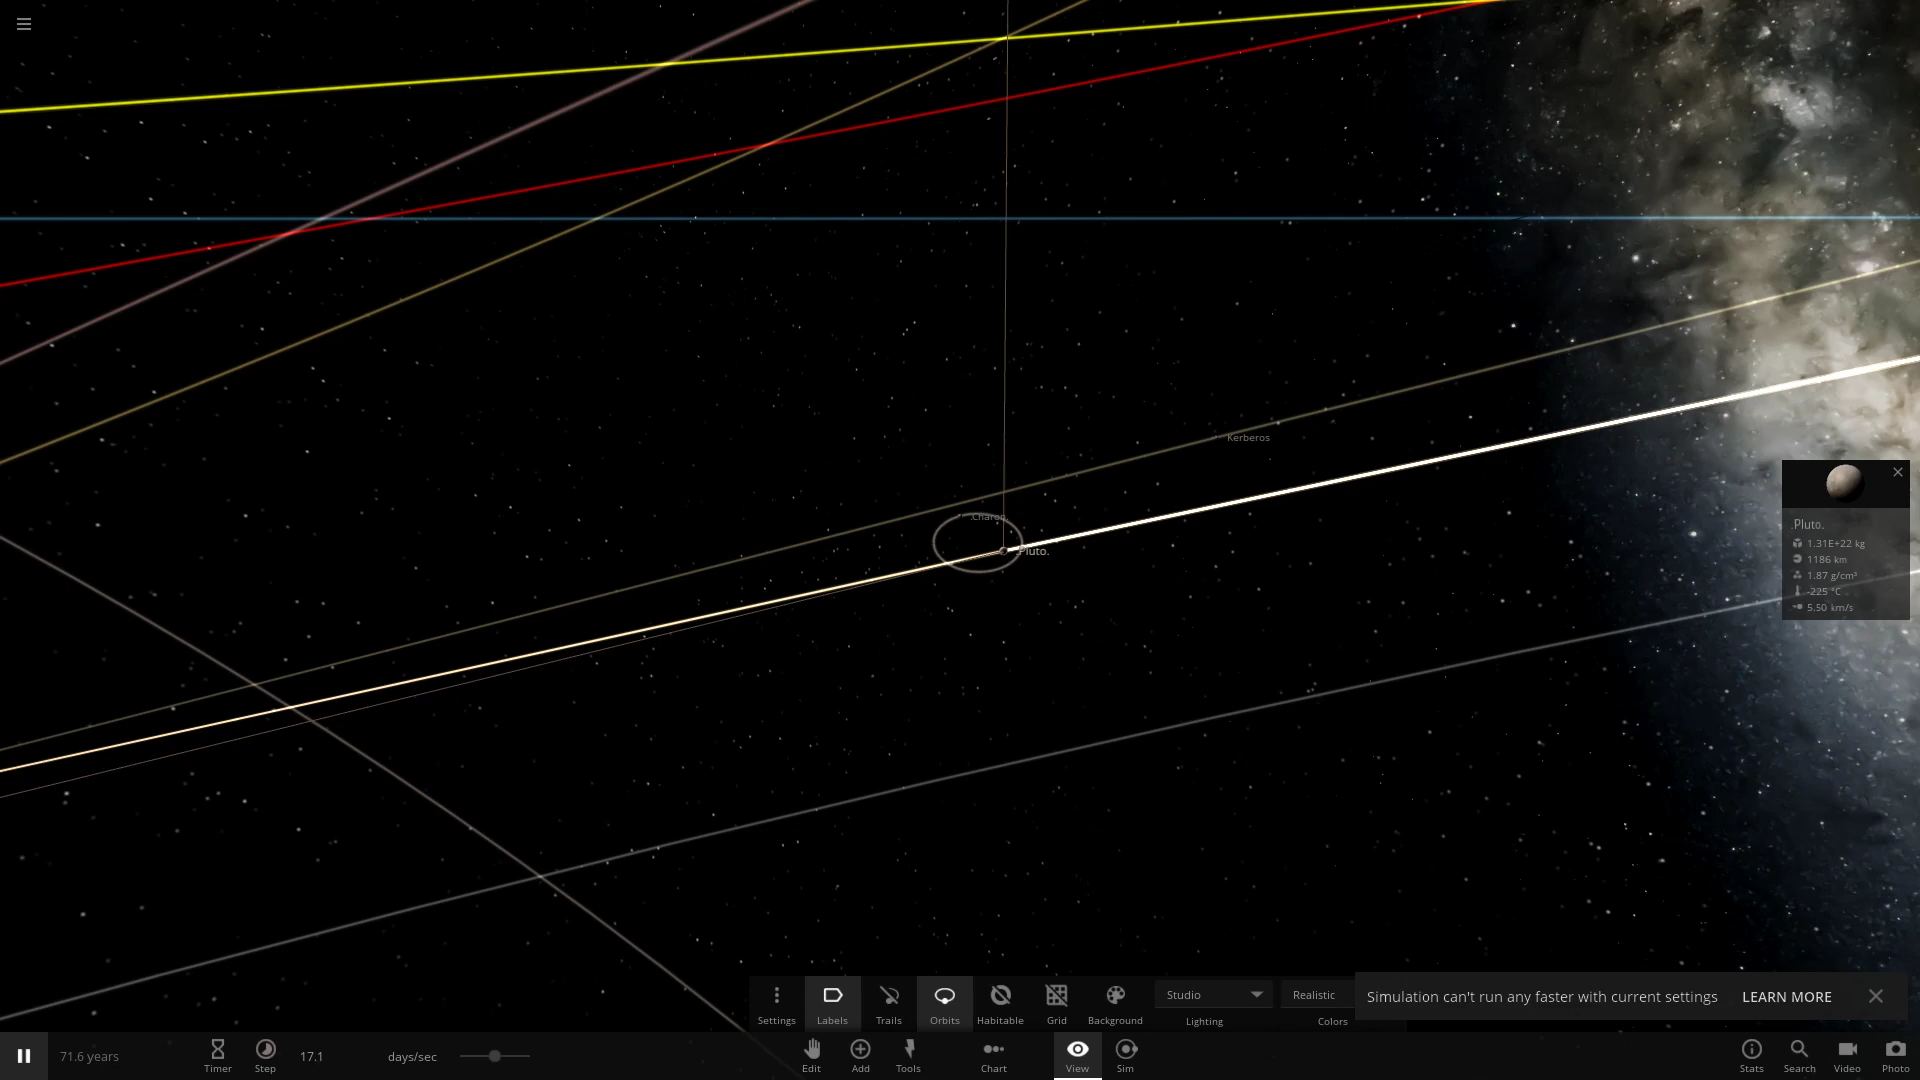 Kerberos
.Charon.
.Pluto.
.Pluto.
1.31E+22 kg
1186 km
1.87 g/cm³
-225 °C
5.50 km/s
Simulation can't run any faster with current settings LEARN MORE
Studio
Realistic
Settings Labels Trails Orbits Habitable Grid Background Lighting Colors
71.6 years
Timer Step
17.1 days/sec
Edit Add Tools Chart View Sim
Stats Search Video Photo